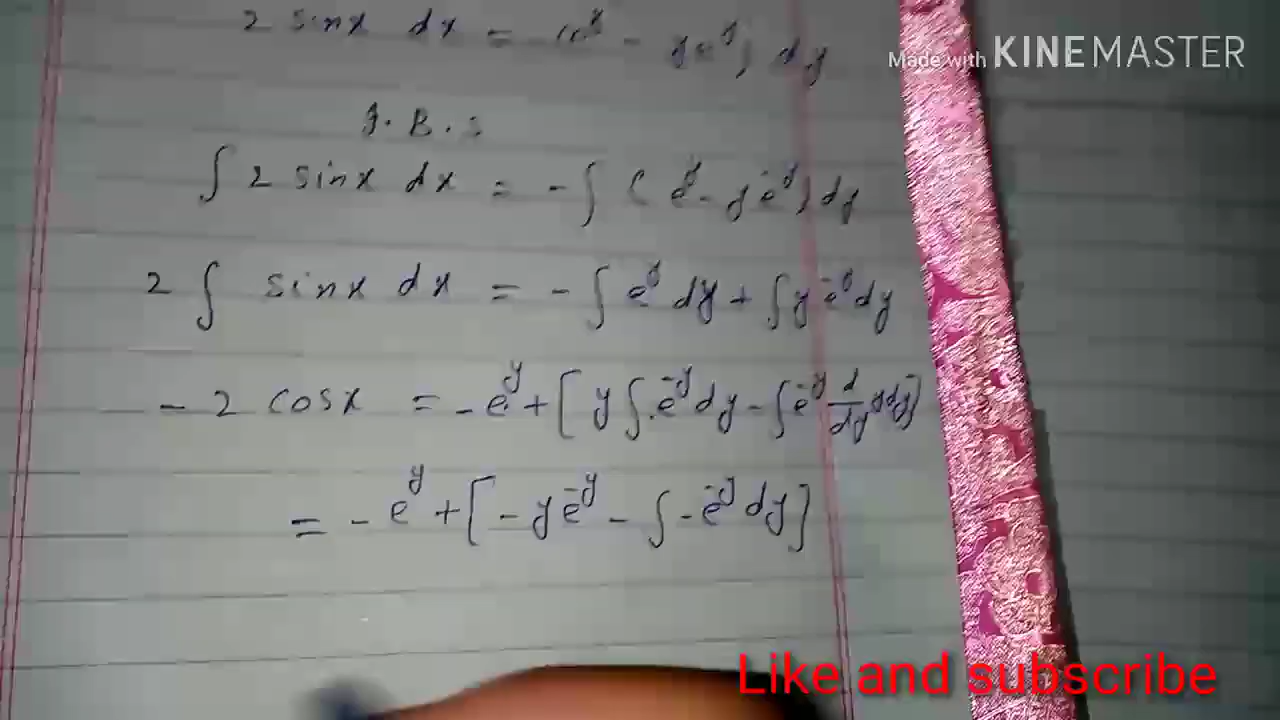 2 sinx dx = -(e^y - ye^-y) dy
Made with KINEMASTER
I.B.S
∫ 2 sinx dx = -∫ (e^y - ye^-y) dy
2 ∫ sinx dx = -∫ e^y dy + ∫ y e^-y dy
- 2 cosx = -e^y + [y ∫ e^-y dy - ∫ e^-y d/dy y dy]
= - e^y + [- ye^-y - ∫ -e^-y dy]
Like and subscribe